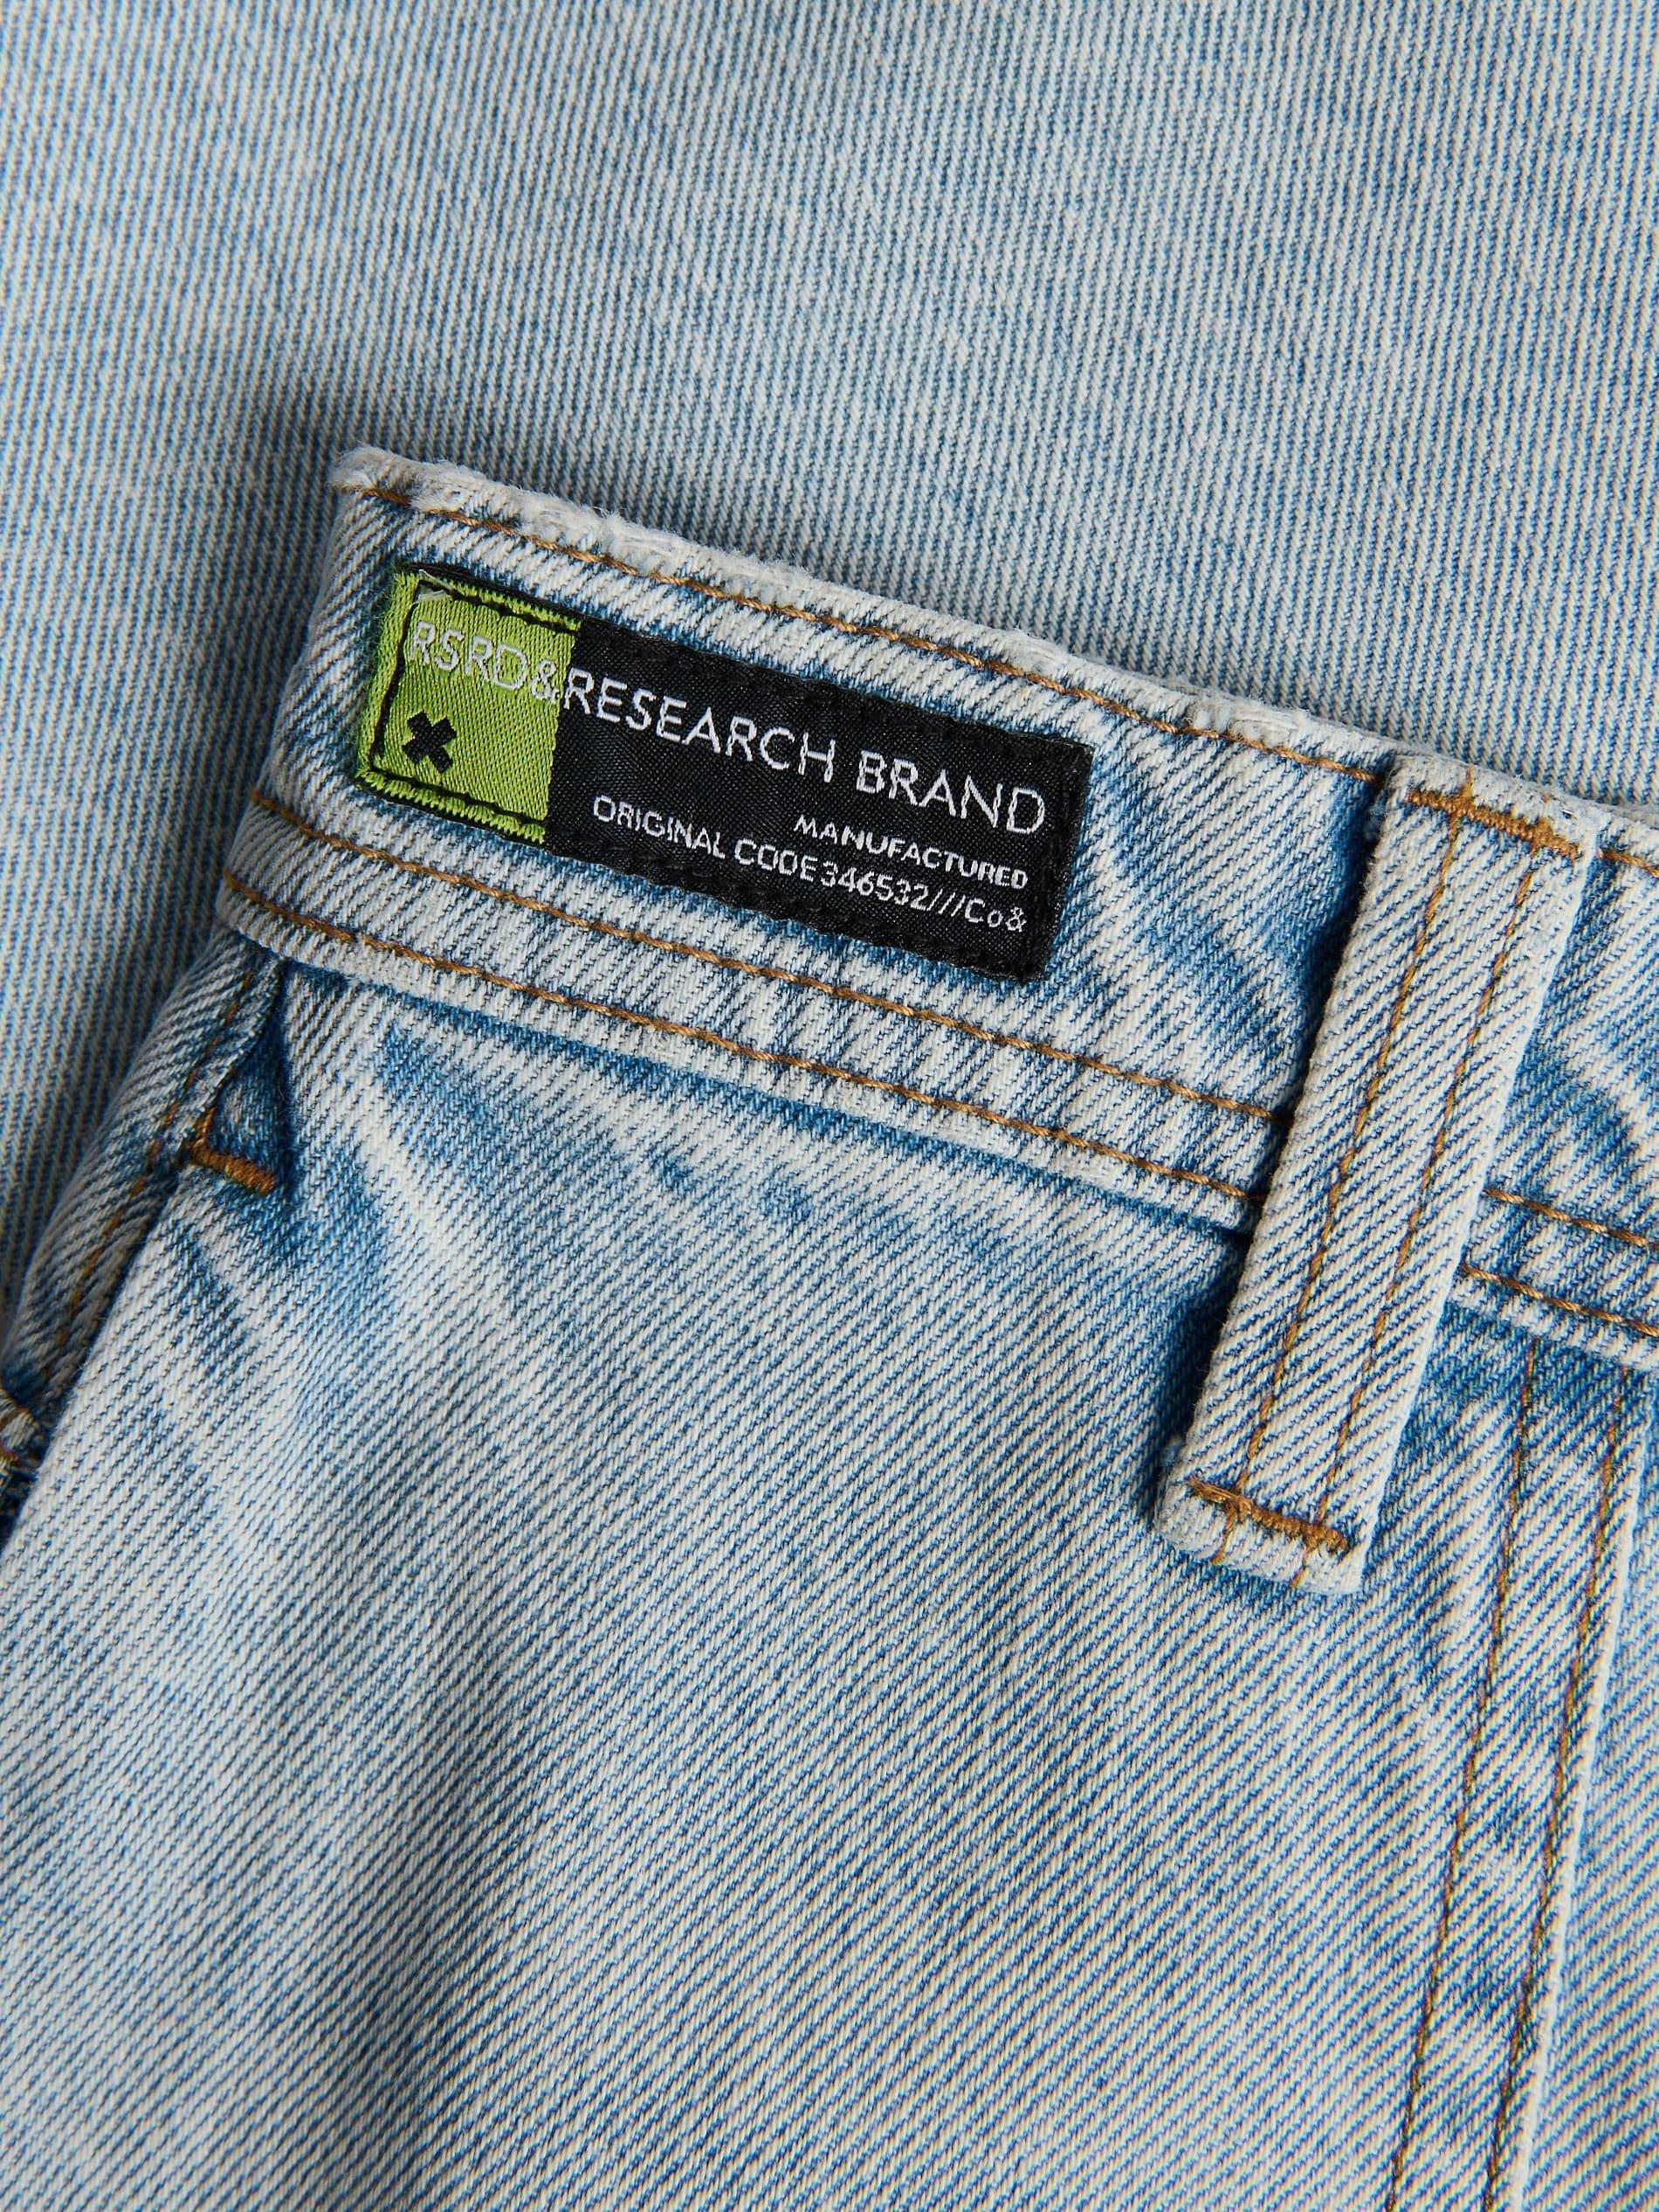 RSRD&RESEARCH BRAND
MANUFACTURED
ORIGINAL CODE346532///Co&